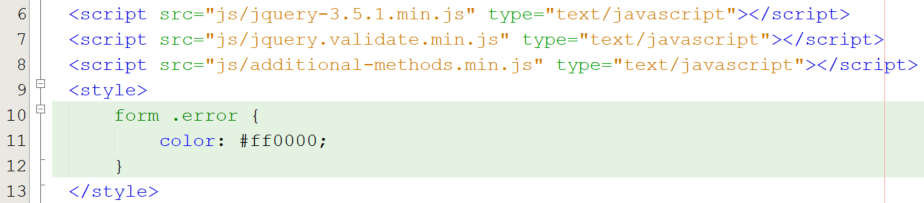 6 <script src="js/jquery-3.5.1.min.js" type="text/javascript"></script>
7 <script src="js/jquery.validate.min.js" type="text/javascript"></script>
8 <script src="js/additional-methods.min.js" type="text/javascript"></script>
9 <style>
10 form .error {
11 color: #ff0000;
12 }
13 </style>